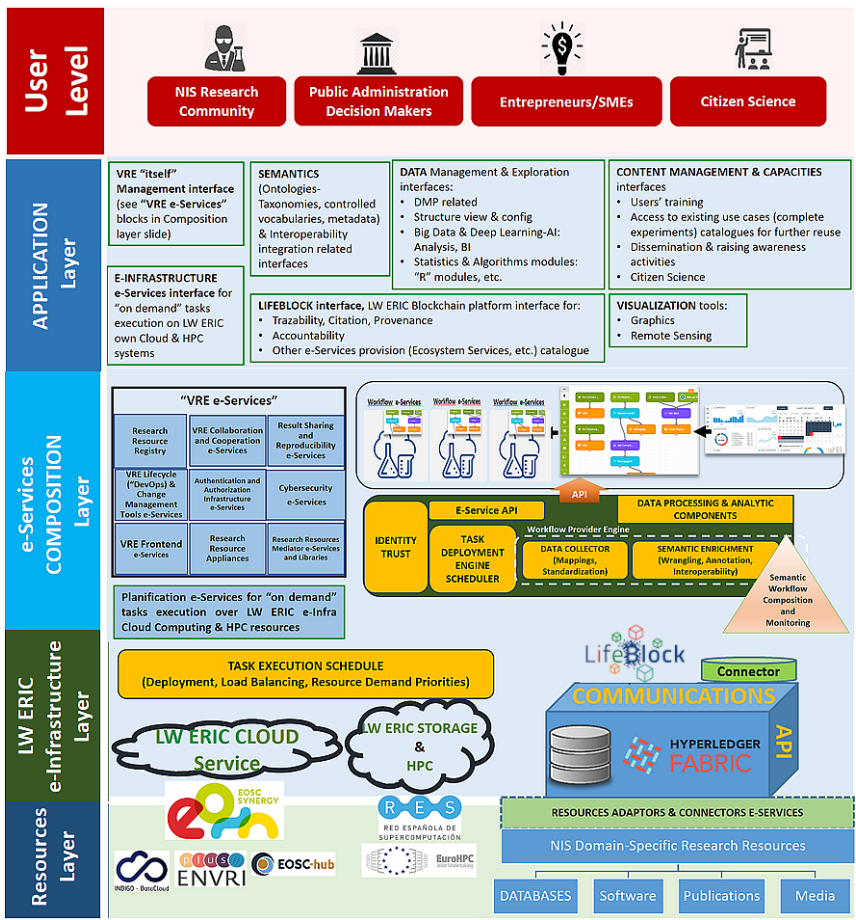 User
Level
NIS Research
Community
Public Administration
Decision Makers
Entrepreneurs/SMEs
Citizen Science
APPLICATION
Layer
VRE “itself”
Management interface
(see “VRE e-Services”
blocks in Composition
layer slide)
SEMANTICS
(Ontologies-
Taxonomies, controlled
vocabularies, metadata)
& Interoperability
integration related
interfaces
DATA Management & Exploration
interfaces:
• DMP related
• Structure view & config
• Big Data & Deep Learning-AI:
Analysis, BI
• Statistics & Algorithms modules:
“R” modules, etc.
CONTENT MANAGEMENT & CAPACITIES
interfaces
• Users’ training
• Access to existing use cases (complete
experiments) catalogues for further reuse
• Dissemination & raising awareness
activities
• Citizen Science
E-INFRASTRUCTURE
e-Services interface for
“on demand” tasks
execution on LW ERIC
own Cloud & HPC
systems
LIFEBLOCK interface, LW ERIC Blockchain platform interface for:
• Trazability, Citation, Provenance
• Accountability
• Other e-Services provision (Ecosystem Services, etc.) catalogue
VISUALIZATION tools:
• Graphics
• Remote Sensing
e-Services
COMPOSITION
Layer
“VRE e-Services”
Research
Resource
Registry
VRE Collaboration
and Cooperation
e-Services
Result Sharing
and
Reproducibility
e-Services
VRE Lifecycle
(“DevOps) &
Change
Management
Tools e-Services
Authentication and
Authorization
Infrastructure
e-Services
Cybersecurity
e-Services
VRE Frontend
e-Services
Research
Resource
Appliances
Research Resources
Mediator e-Services
and Libraries
Planification e-Services for “on demand”
tasks execution over LW ERIC e-Infra
Cloud Computing & HPC resources
Workflow e-Services
Workflow e-Services
Workflow e-Services
API
IDENTITY
TRUST
E-Service API
DATA PROCESSING & ANALYTIC
COMPONENTS
Workflow Provider Engine
TASK
DEPLOYMENT
ENGINE
SCHEDULER
DATA COLLECTOR
(Mappings,
Standardization)
SEMANTIC ENRICHMENT
(Wrangling, Annotation,
Interoperability)
Semantic
Workflow
Composition
and
Monitoring
LW ERIC
e-Infrastructure
Layer
TASK EXECUTION SCHEDULE
(Deployment, Load Balancing, Resource Demand Priorities)
LW ERIC CLOUD
Service
LW ERIC STORAGE
&
HPC
LifeBlock
Connector
COMMUNICATIONS
API
HYPERLEDGER
FABRIC
Resources
Layer
EOSC
SYNERGY
RES
RED ESPAÑOLA DE
SUPERCOMPUTACIÓN
INDIGO - DataCloud
plus
ENVRI
EOSC-hub
EuroHPC
Joint Undertaking
RESOURCES ADAPTORS & CONNECTORS E-SERVICES
NIS Domain-Specific Research Resources
DATABASES
Software
Publications
Media